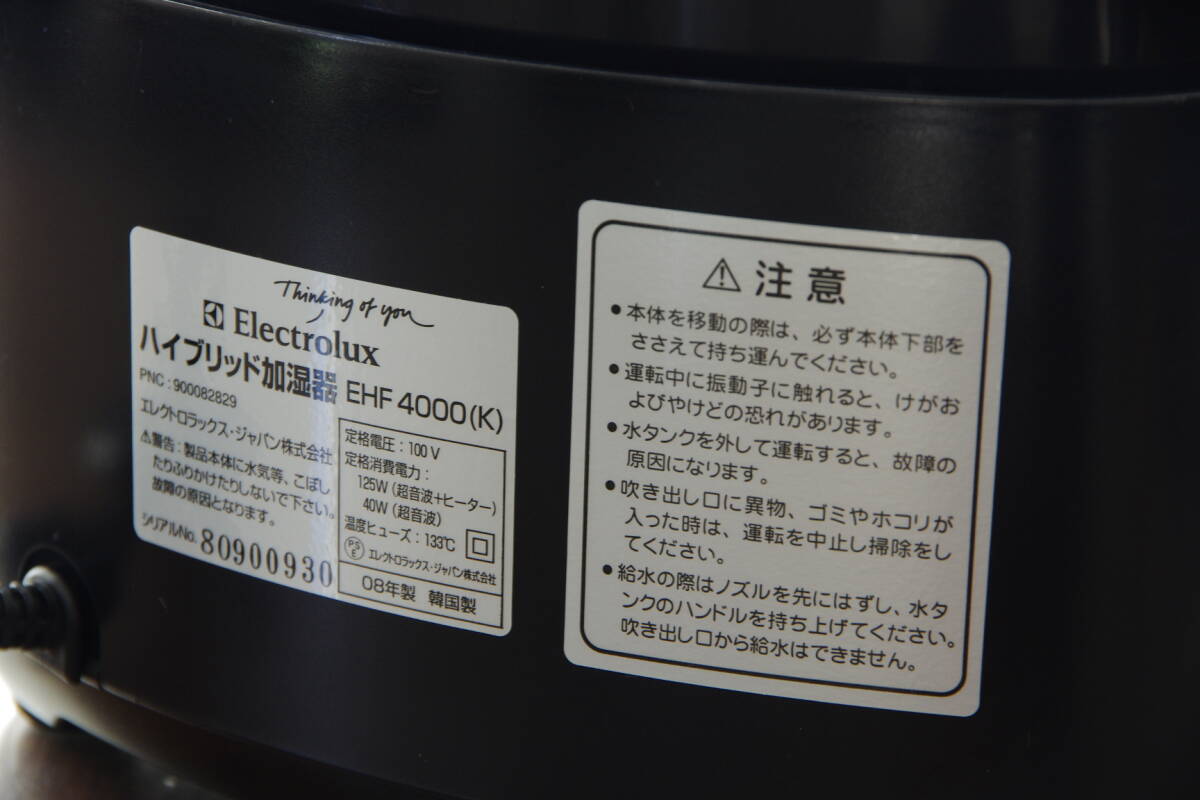 Thinking of you
Electrolux
ハイブリッド加湿器 EHF 4000(K)
PNC : 900082829
エレクトロラックス・ジャパン株式会社
⚠警告 : 製品本体に水気等、こぼし
たりふりかけたりしないで下さい。
故障の原因となります。
シリアルNo. 80900930
定格電圧 : 100 V
定格消費電力 :
125W (超音波+ヒーター)
40W (超音波)
温度ヒューズ : 133℃
PSE エレクトロラックス・ジャパン株式会社
08年製 韓国製
⚠ 注意
●本体を移動の際は、必ず本体下部を
ささえて持ち運んでください。
●運転中に振動子に触れると、けがお
よびやけどの恐れがあります。
●水タンクを外して運転すると、故障の
原因になります。
●吹き出し口に異物、ゴミやホコリが
入った時は、運転を中止し掃除をし
てください。
●給水の際はノズルを先にはずし、水タ
ンクのハンドルを持ち上げてください。
吹き出し口から給水はできません。